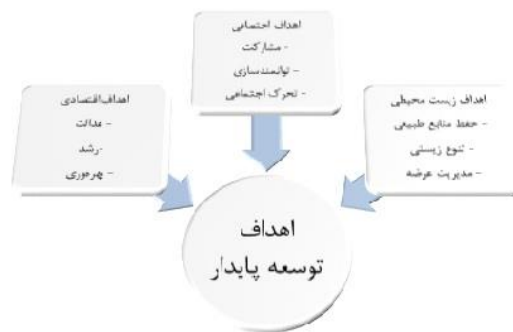 اهداف اجتماعی
- مشارکت
- توانمندسازی
- تحرک اجتماعی
اهداف زیست محیطی
- حفظ منابع طبیعی
- تنوع زیستی
- مدیریت عرضه
اهداف اقتصادی
- عدالت
- رشد
- بهره‌وری
اهداف
توسعه پایدار